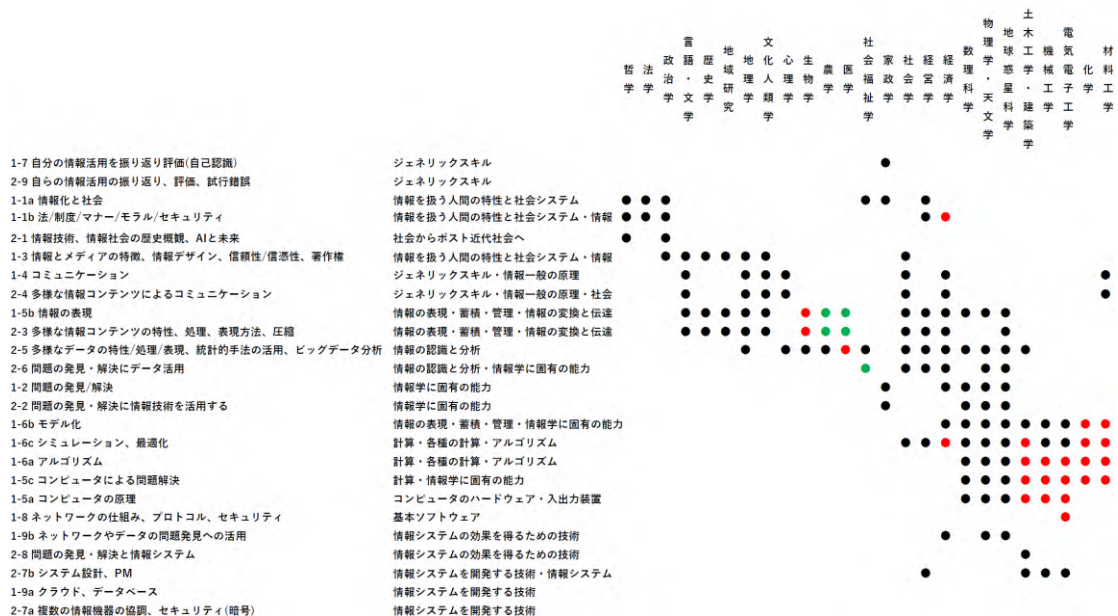 哲学
法学
政治学
言語・文学
歴史学
地域研究
地理学
文化人類学
心理学
生物学
農学
医学
社会福祉学
家政学
社会学
経営学
経済学
数理科学
物理学・天文学
地球惑星科学
土木工学・建築学
機械工学
電気電子工学
化学
材料工学
1-7 自分の情報活用を振り返り評価(自己認識) ジェネリックスキル
2-9 自らの情報活用の振り返り、評価、試行錯誤 ジェネリックスキル
1-1a 情報化と社会 情報を扱う人間の特性と社会システム
1-1b 法/制度/マナー/モラル/セキュリティ 情報を扱う人間の特性と社会システム・情報
2-1 情報技術、情報社会の歴史概観、AIと未来 社会からポスト近代社会へ
1-3 情報とメディアの特徴、情報デザイン、信頼性/信憑性、著作権 情報を扱う人間の特性と社会システム・情報
1-4 コミュニケーション ジェネリックスキル・情報一般の原理
2-4 多様な情報コンテンツによるコミュニケーション ジェネリックスキル・情報一般の原理・社会
1-5b 情報の表現 情報の表現・蓄積・管理・情報の変換と伝達
2-3 多様な情報コンテンツの特性、処理、表現方法、圧縮 情報の表現・蓄積・管理・情報の変換と伝達
2-5 多様なデータの特性/処理/表現、統計的手法の活用、ビッグデータ分析 情報の認識と分析
2-6 問題の発見・解決にデータ活用 情報の認識と分析・情報学に固有の能力
1-2 問題の発見/解決 情報学に固有の能力
2-2 問題の発見・解決に情報技術を活用する 情報学に固有の能力
1-6b モデル化 情報の表現・蓄積・管理・情報学に固有の能力
1-6c シミュレーション、最適化 計算・各種の計算・アルゴリズム
1-6a アルゴリズム 計算・各種の計算・アルゴリズム
1-5c コンピュータによる問題解決 計算・情報学に固有の能力
1-5a コンピュータの原理 コンピュータのハードウェア・入出力装置
1-8 ネットワークの仕組み、プロトコル、セキュリティ 基本ソフトウェア
1-9b ネットワークやデータの問題発見への活用 情報システムの効果を得るための技術
2-8 問題の発見・解決と情報システム 情報システムの効果を得るための技術
2-7b システム設計、PM 情報システムを開発する技術・情報システム
1-9a クラウド、データベース 情報システムを開発する技術
2-7a 複数の情報機器の協調、セキュリティ(暗号) 情報システムを開発する技術